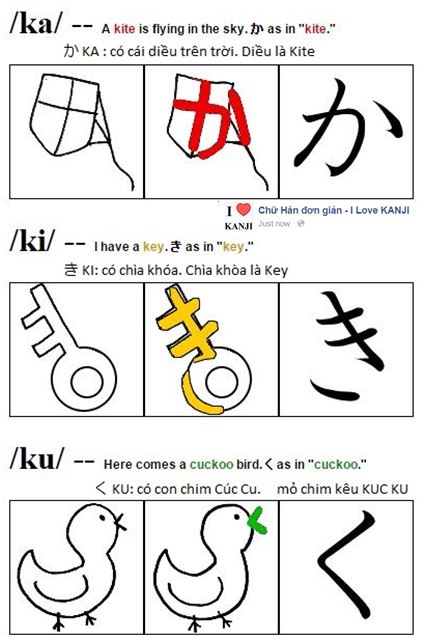 /ka/ -- A kite is flying in the sky. か as in "kite."
か KA : có cái diều trên trời. Diều là Kite
か
I ❤ KANJI
Chữ Hán đơn giản - I Love KANJI
Just now ·
/ki/ -- I have a key. き as in "key."
き KI: có chìa khóa. Chìa khòa là Key
き
/ku/ -- Here comes a cuckoo bird. く as in "cuckoo."
く KU: có con chim Cúc Cu. mỏ chim kêu KUC KU
く